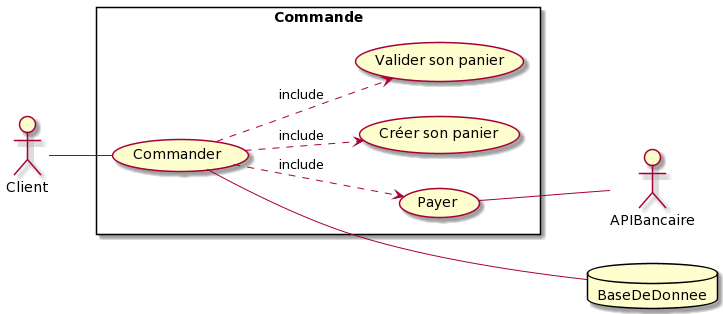 Commande
Valider son panier
include
Créer son panier
include
Commander
include
Client
Payer
APIBancaire
BaseDeDonnee